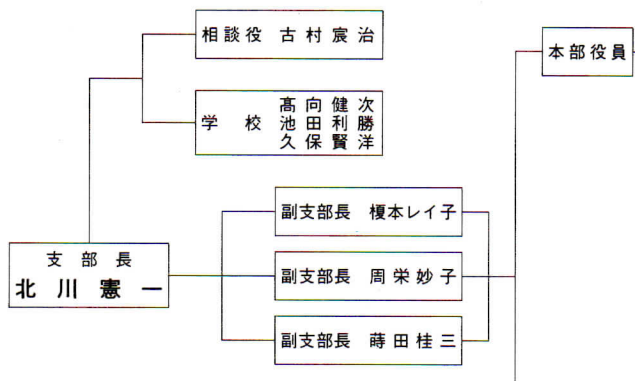 相談役 古村宸治
本部役員
髙向健次
学校 池田利勝
久保賢洋
副支部長 榎本レイ子
支部長
北川憲一
副支部長 周栄妙子
副支部長 蒔田桂三